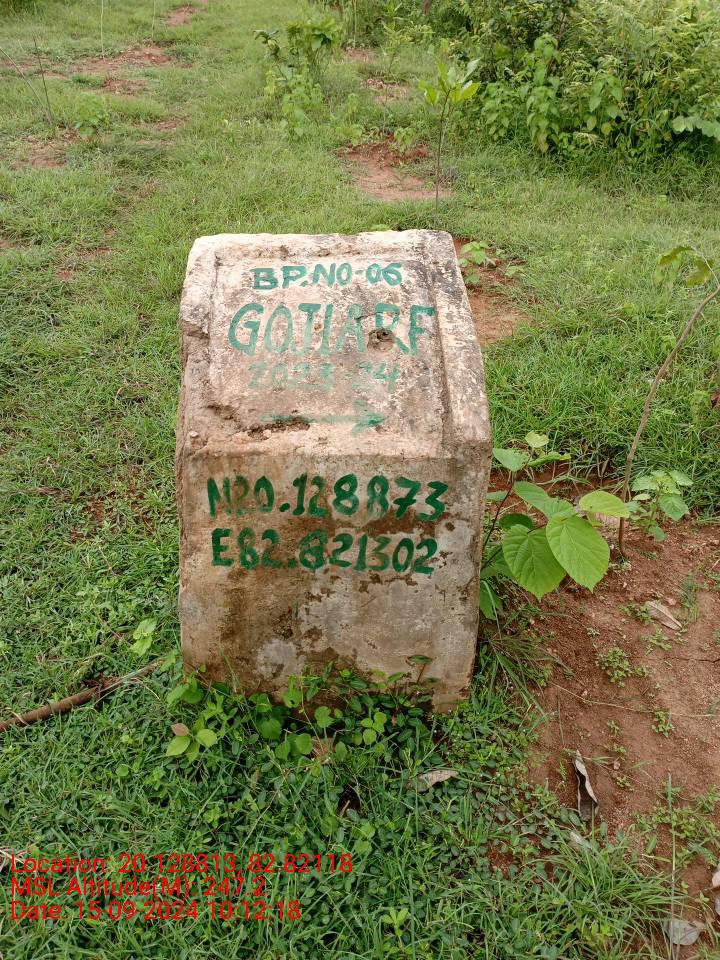 BP.NO-06
GOTIARF
2023-24
N20.128873
E82.821302
Location: 20.128813, 82.82118
MSL Altitude(M): 247.2
Date: 15-09-2024 10:12:18